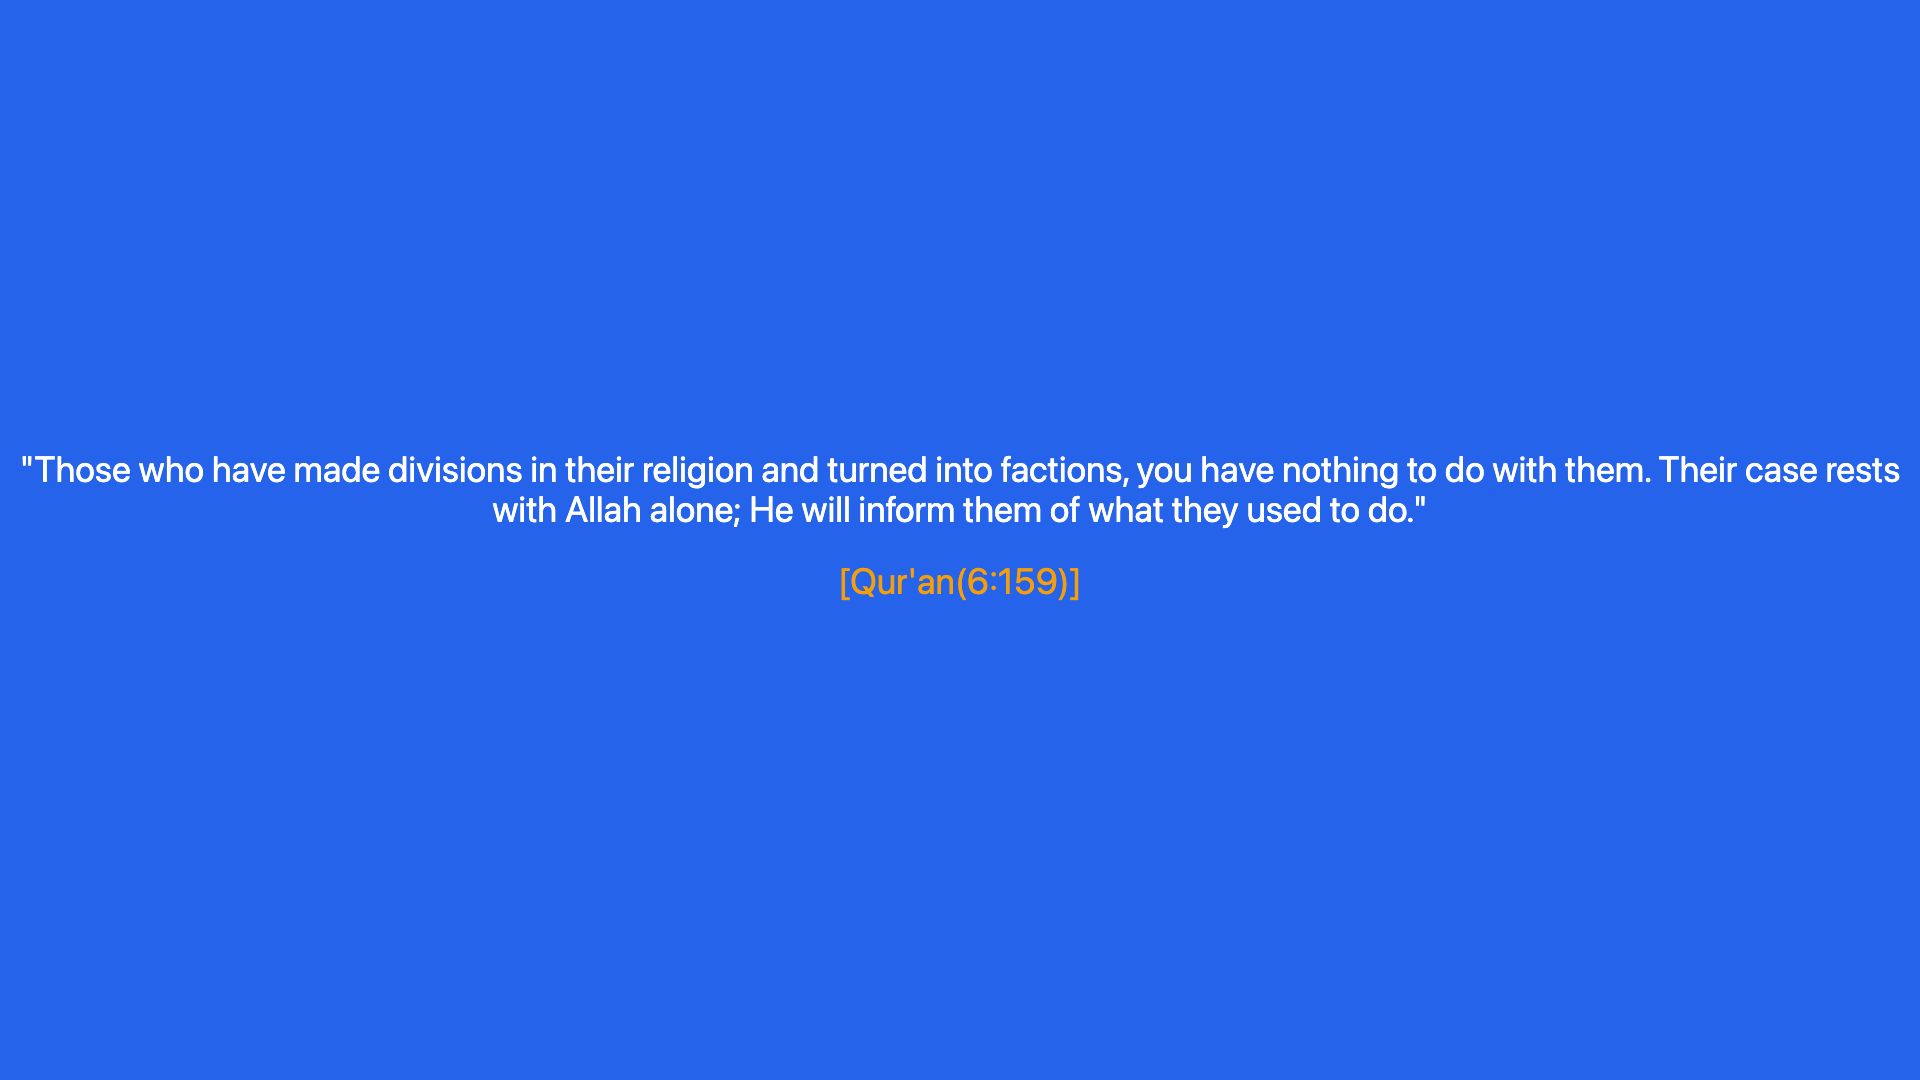 "Those who have made divisions in their religion and turned into factions, you have nothing to do with them. Their case rests
with Allah alone; He will inform them of what they used to do."
[Qur'an(6:159)]